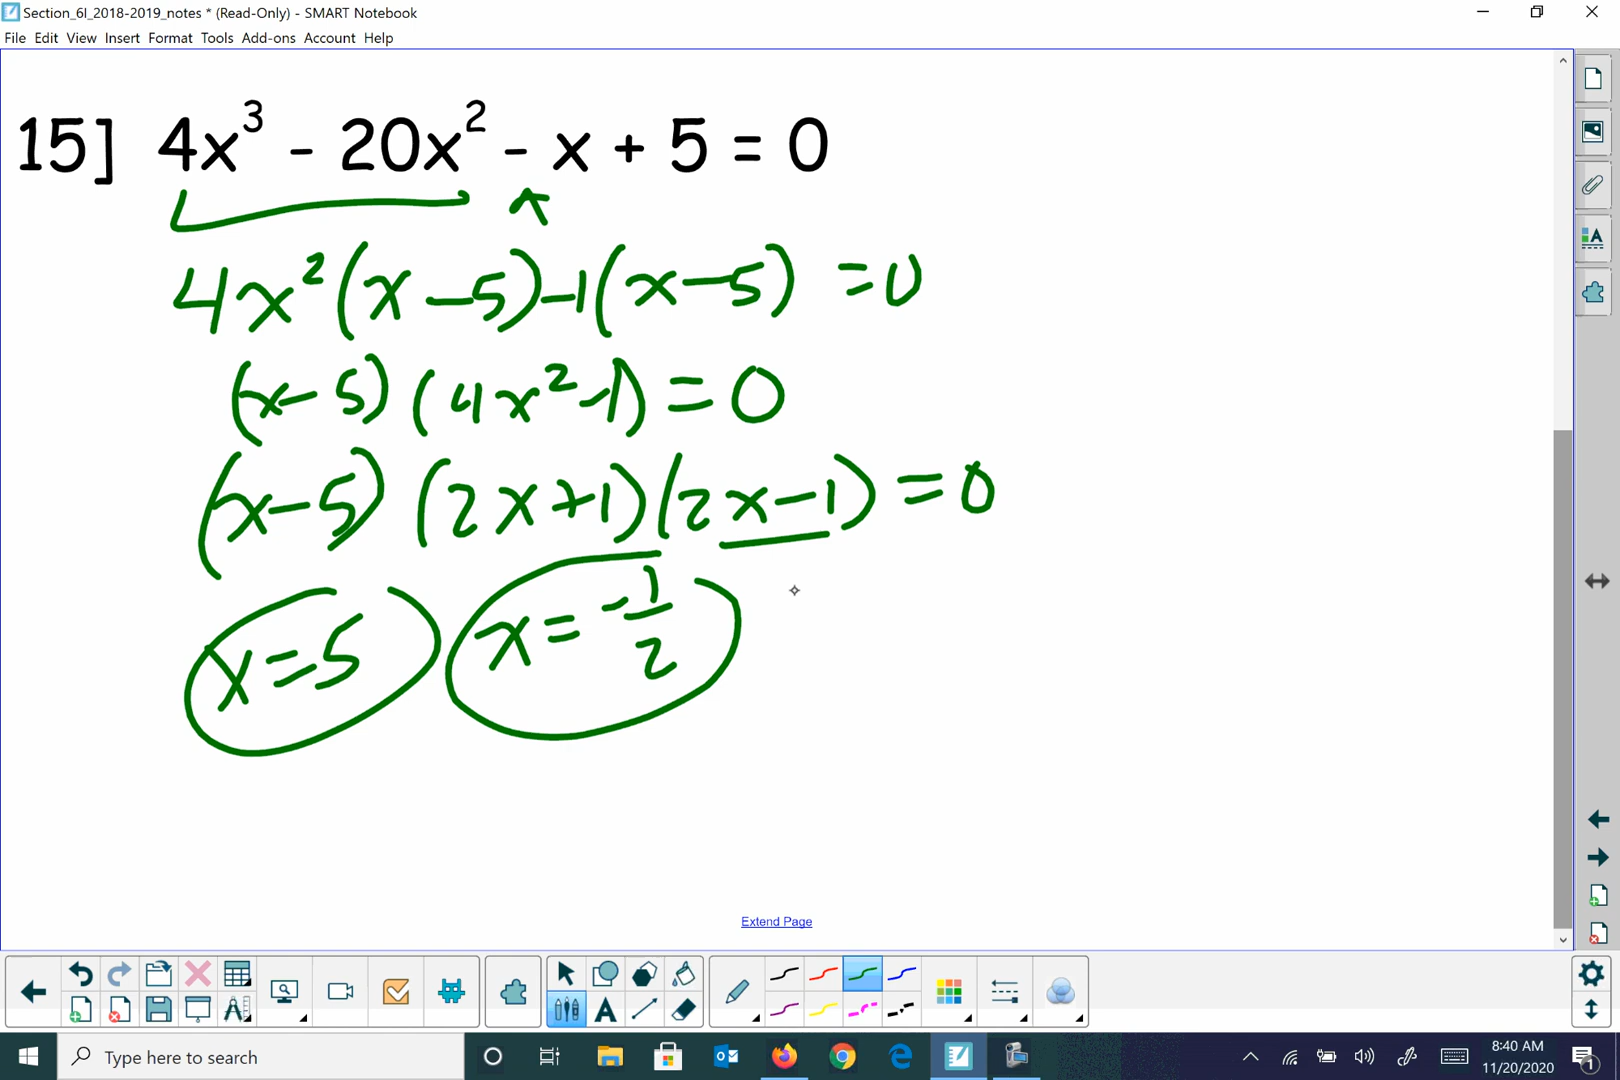 Section_6I_2018-2019_notes * (Read-Only) - SMART Notebook
File Edit View Insert Format Tools Add-ons Account Help
15] 4x³ - 20x² - x + 5 = 0
4x²(x-5)-1(x-5) =0
(x-5)(4x²-1)=0
(x-5)(2x+1)(2x-1)=0
x=5 x=-1/2
Extend Page
Type here to search
8:40 AM
11/20/2020
1